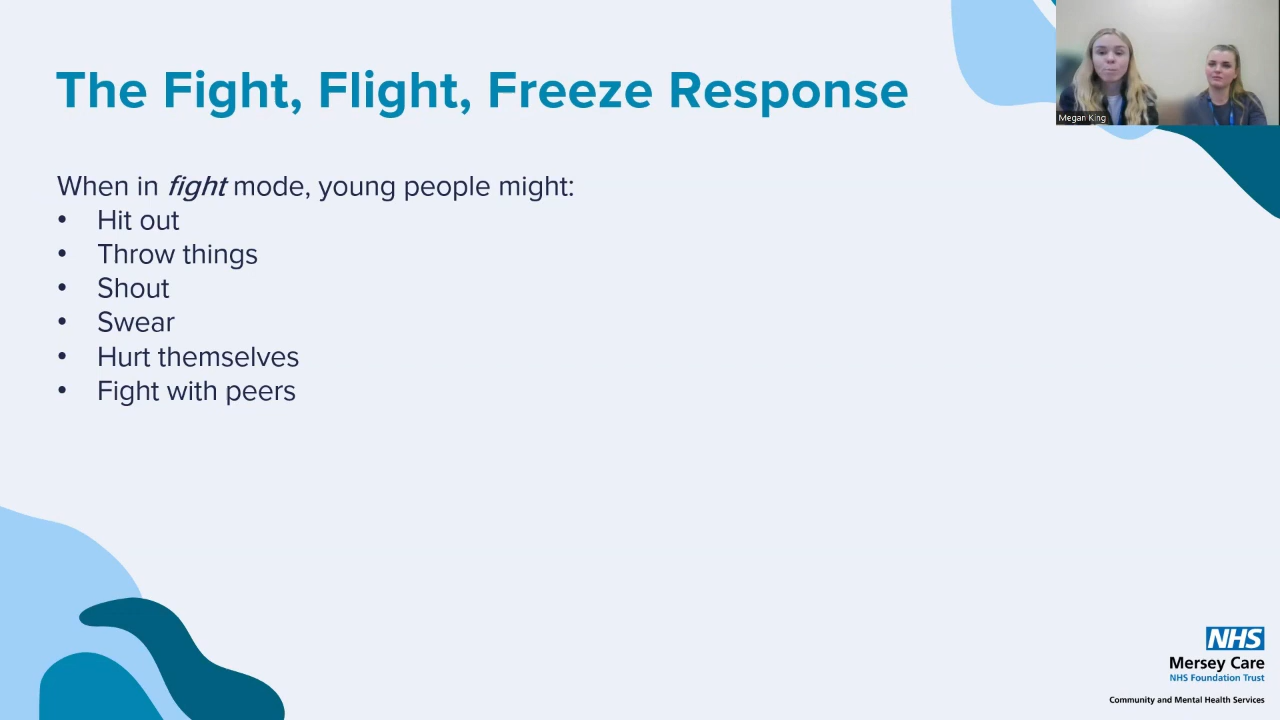 The Fight, Flight, Freeze Response
Megan King
When in fight mode, young people might:
• Hit out
• Throw things
• Shout
• Swear
• Hurt themselves
• Fight with peers
NHS
Mersey Care
NHS Foundation Trust
Community and Mental Health Services